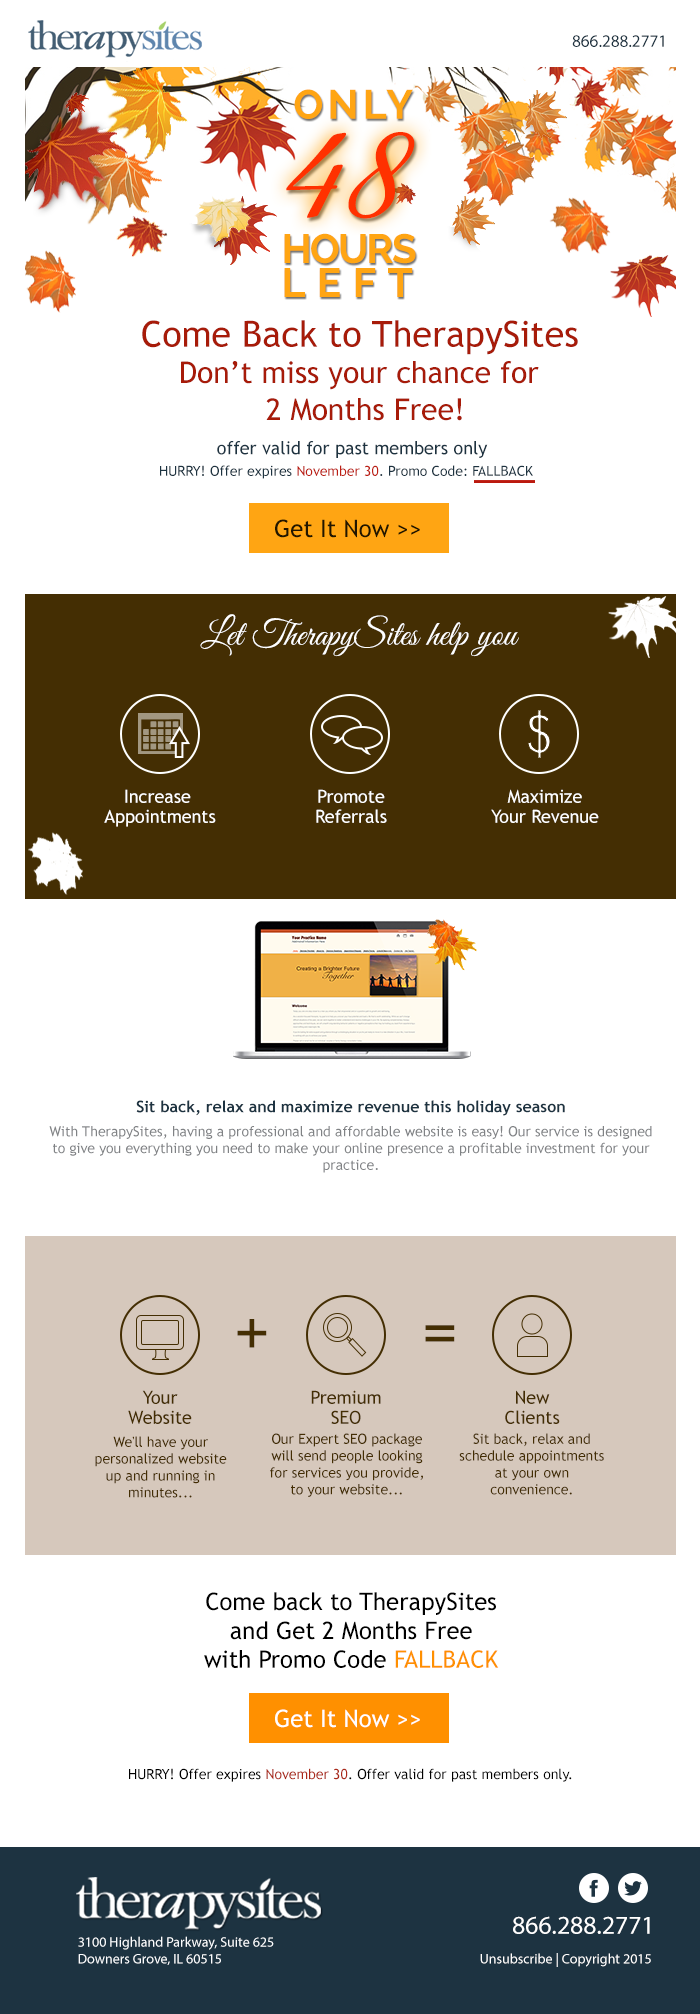 therapysites
866.288.2771
ONLY
48
HOURS
LEFT
Come Back to TherapySites
Don't miss your chance for
2 Months Free!
offer valid for past members only
HURRY! Offer expires November 30. Promo Code: FALLBACK
Get It Now >>
Let TherapySites help you
Increase
Appointments
Promote
Referrals
$
Maximize
Your Revenue
Your Practice Name
Creating a Brighter Future
Together
Welcome
Sit back, relax and maximize revenue this holiday season
With TherapySites, having a professional and affordable website is easy! Our service is designed
to give you everything you need to make your online presence a profitable investment for your
practice.
+
=
Your
Website
We'll have your
personalized website
up and running in
minutes...
Premium
SEO
Our Expert SEO package
will send people looking
for services you provide,
to your website...
New
Clients
Sit back, relax and
schedule appointments
at your own
convenience.
Come back to TherapySites
and Get 2 Months Free
with Promo Code FALLBACK
Get It Now >>
HURRY! Offer expires November 30. Offer valid for past members only.
therapysites
3100 Highland Parkway, Suite 625
Downers Grove, IL 60515
866.288.2771
Unsubscribe | Copyright 2015